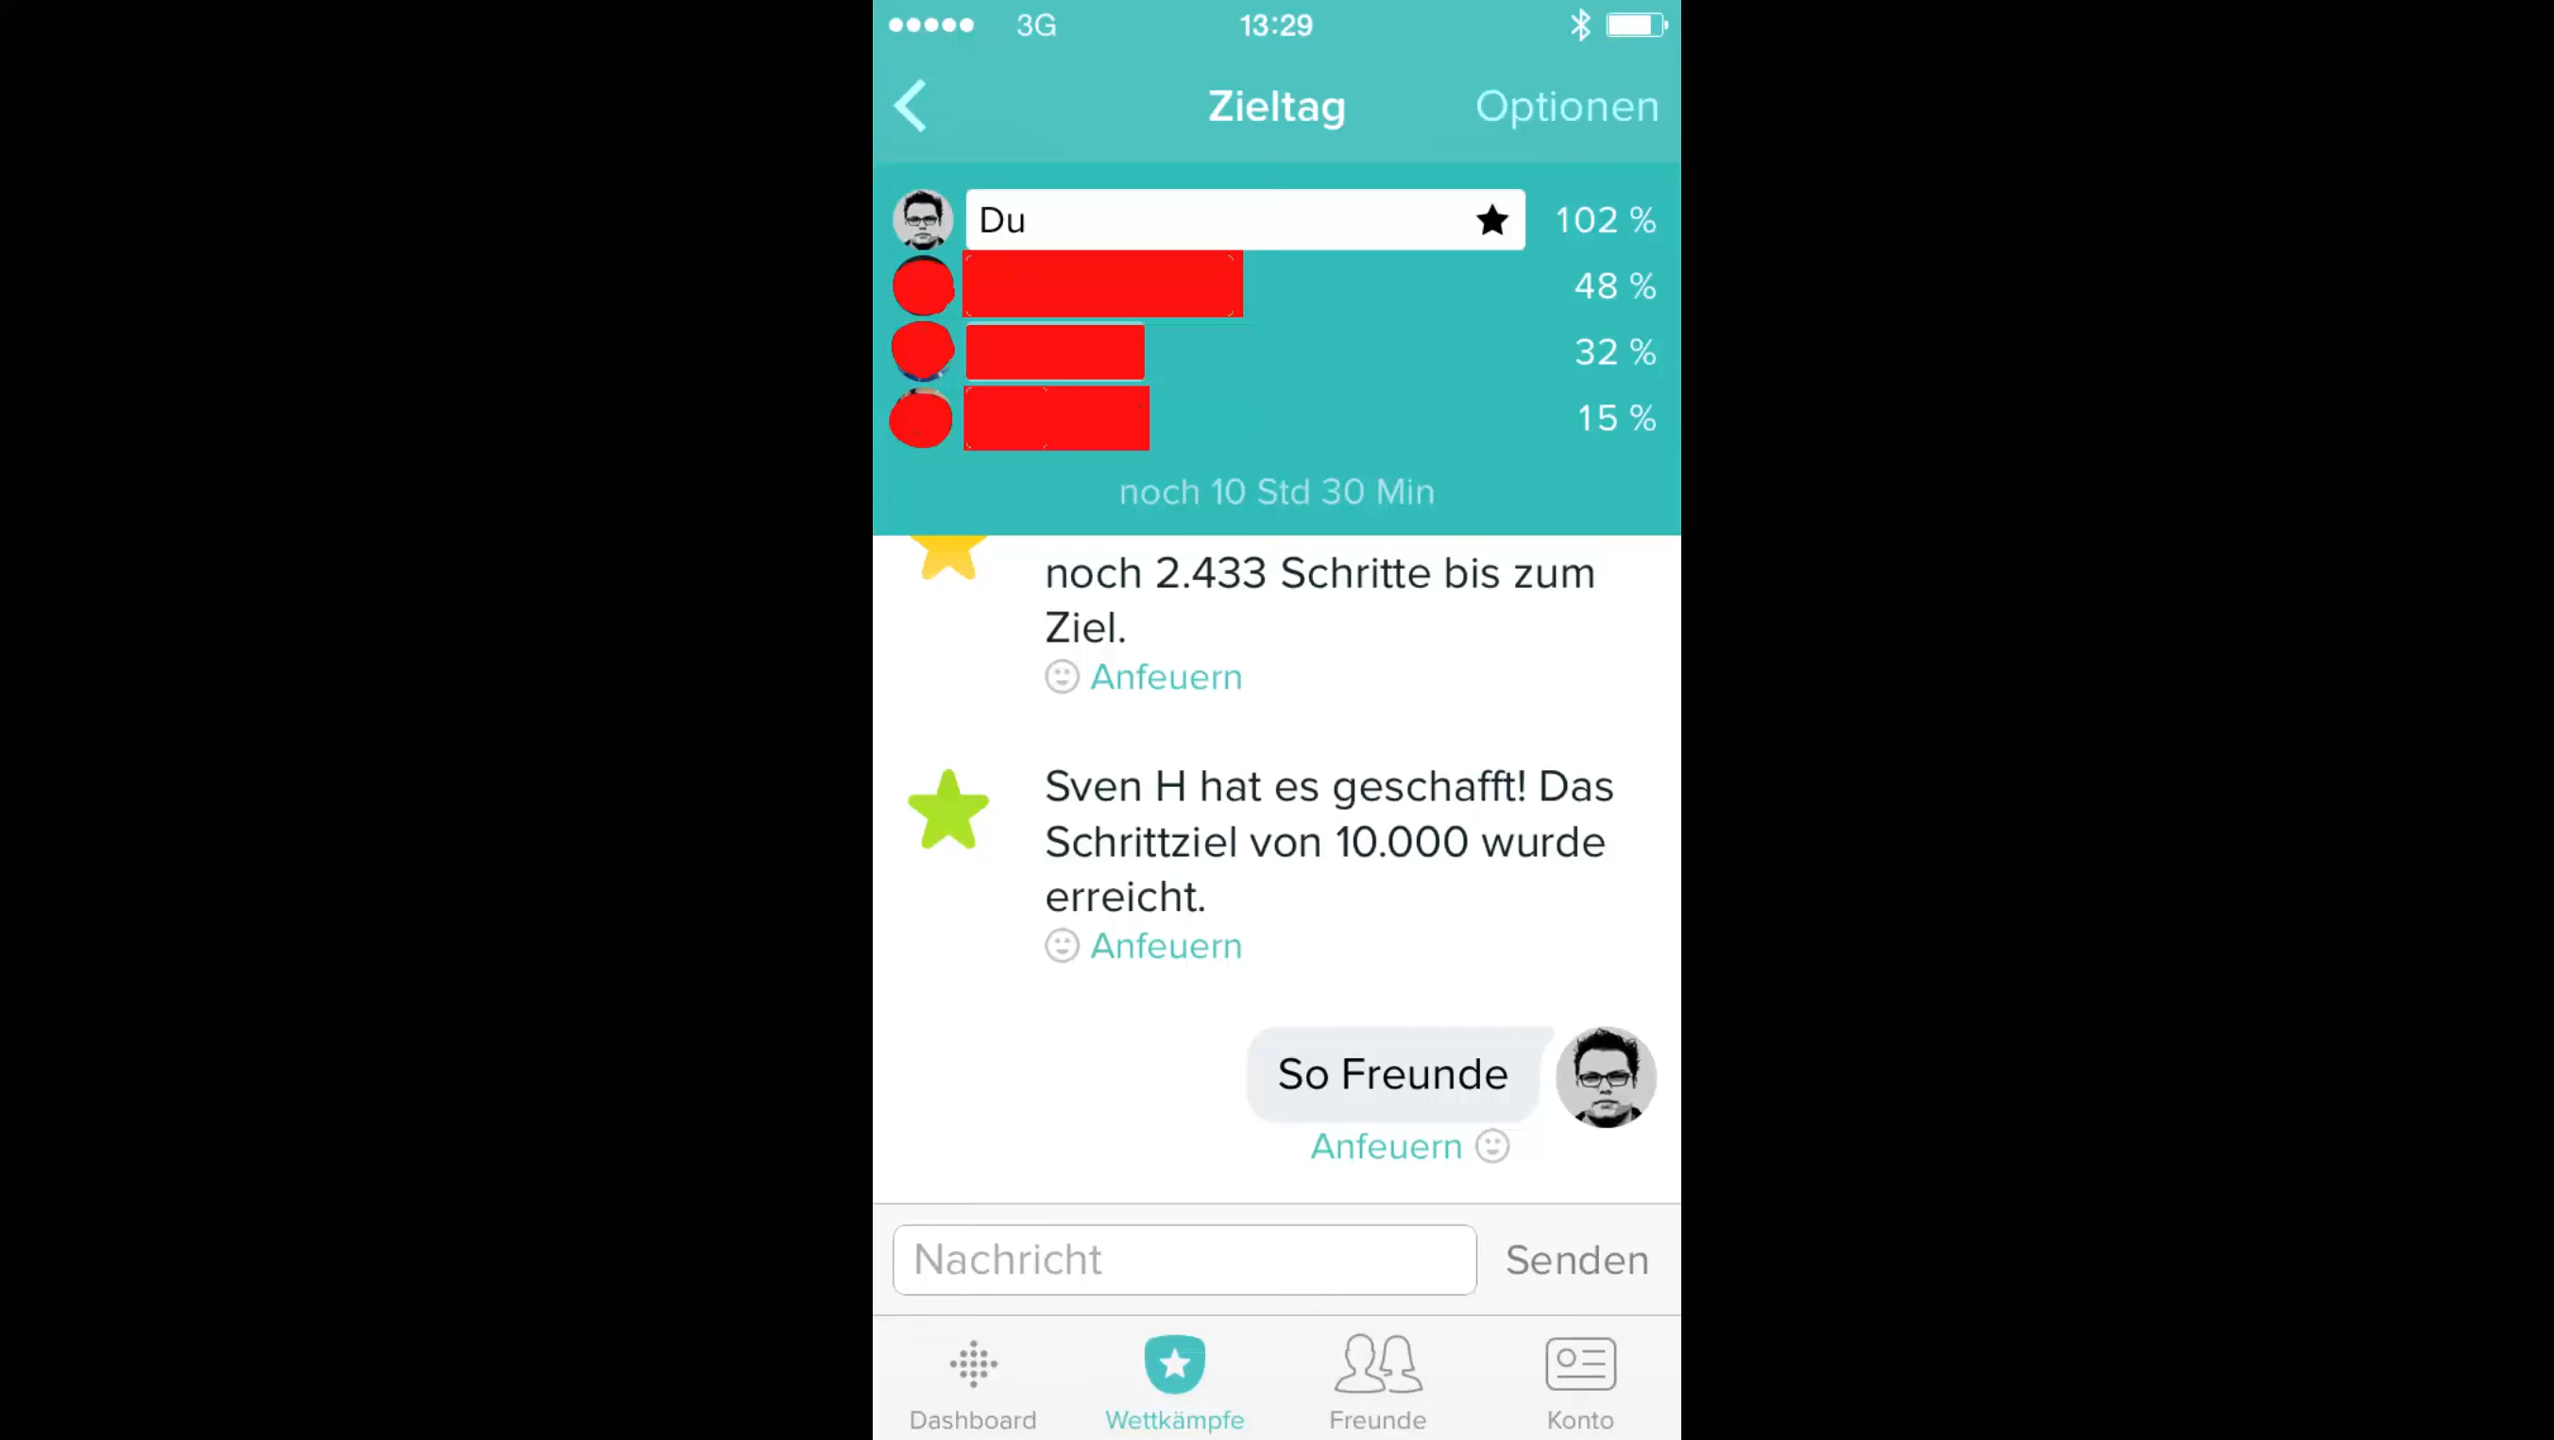 3G 13:29
Zieltag Optionen
Du 102 %
48 %
32 %
15 %
noch 10 Std 30 Min
noch 2.433 Schritte bis zum
Ziel.
Anfeuern
Sven H hat es geschafft! Das
Schrittziel von 10.000 wurde
erreicht.
Anfeuern
So Freunde
Anfeuern
Nachricht Senden
Dashboard Wettkämpfe Freunde Konto